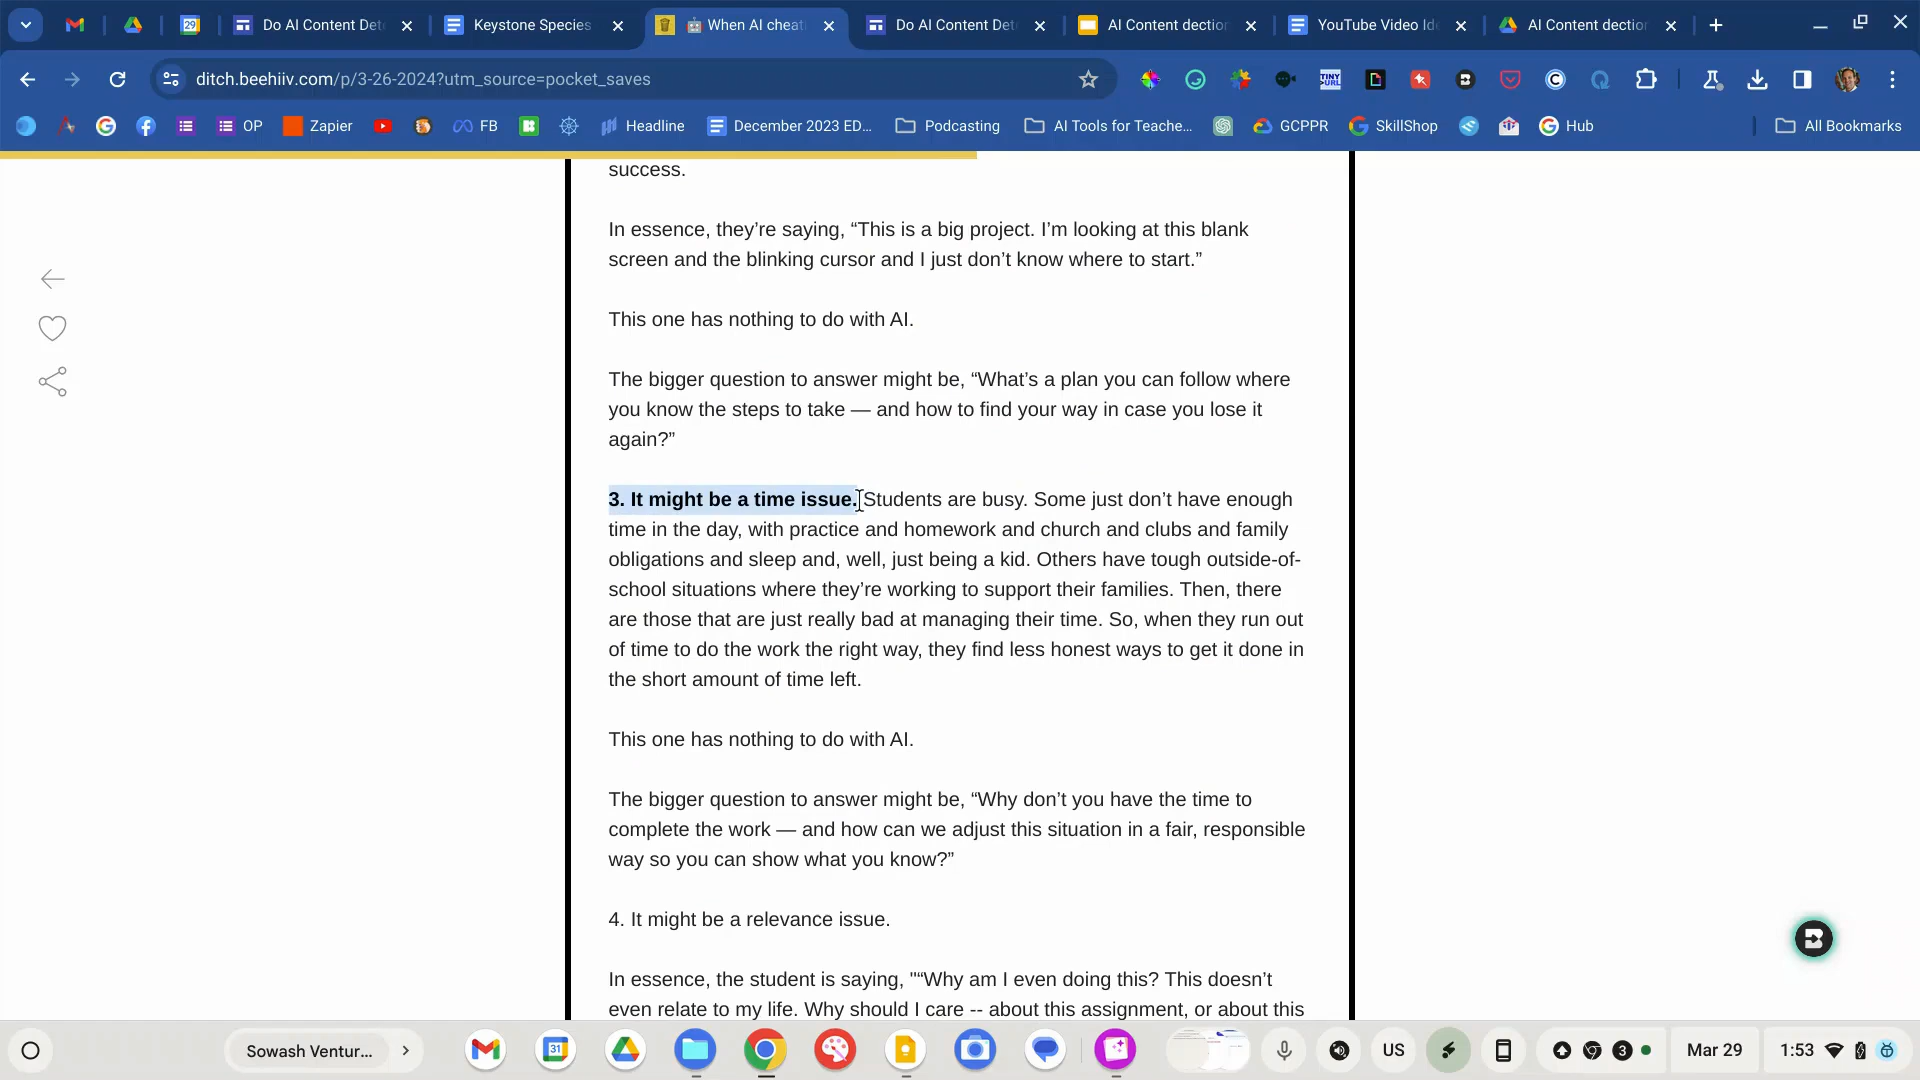 Do AI Content Det
Keystone Species
When AI cheat
Do AI Content Det
AI Content dection
YouTube Video Ide
AI Content dection
ditch.beehiiv.com/p/3-26-2024?utm_source=pocket_saves
OP
Zapier
FB
Headline
December 2023 ED...
Podcasting
AI Tools for Teache...
GCPPR
SkillShop
Hub
All Bookmarks
success.
In essence, they’re saying, “This is a big project. I’m looking at this blank
screen and the blinking cursor and I just don’t know where to start.”
This one has nothing to do with AI.
The bigger question to answer might be, “What’s a plan you can follow where
you know the steps to take — and how to find your way in case you lose it
again?”
3. It might be a time issue. Students are busy. Some just don’t have enough
time in the day, with practice and homework and church and clubs and family
obligations and sleep and, well, just being a kid. Others have tough outside-of-
school situations where they’re working to support their families. Then, there
are those that are just really bad at managing their time. So, when they run out
of time to do the work the right way, they find less honest ways to get it done in
the short amount of time left.
This one has nothing to do with AI.
The bigger question to answer might be, “Why don’t you have the time to
complete the work — and how can we adjust this situation in a fair, responsible
way so you can show what you know?”
4. It might be a relevance issue.
In essence, the student is saying, "“Why am I even doing this? This doesn’t
even relate to my life. Why should I care -- about this assignment, or about this
Sowash Ventur...
US
3
Mar 29
1:53